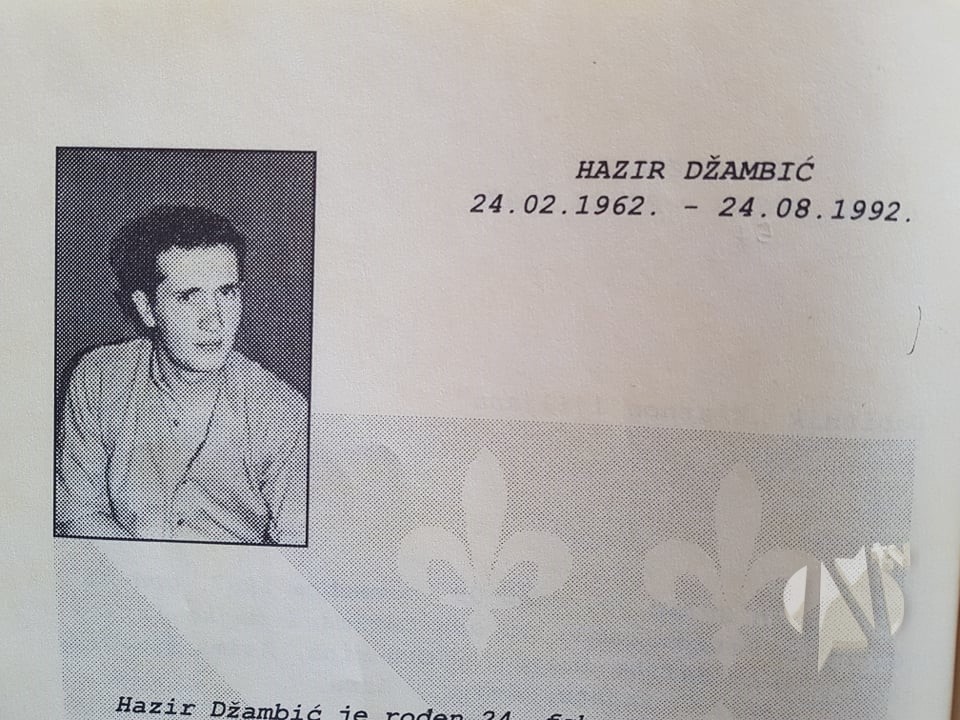 HAZIR DŽAMBIĆ
24.02.1962. - 24.08.1992.
Hazir Džambić je rođen 24.